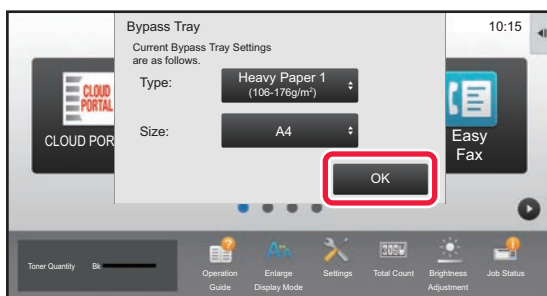 Bypass Tray
10:15
Current Bypass Tray Settings
are as follows.
Type:
Heavy Paper 1
(106-176g/m²)
Size:
A4
OK
CLOUD
PORTAL
CLOUD POR
Easy
Fax
Toner Quantity
Bk
Operation
Guide
Enlarge
Display Mode
Settings
Total Count
Brightness
Adjustment
Job Status